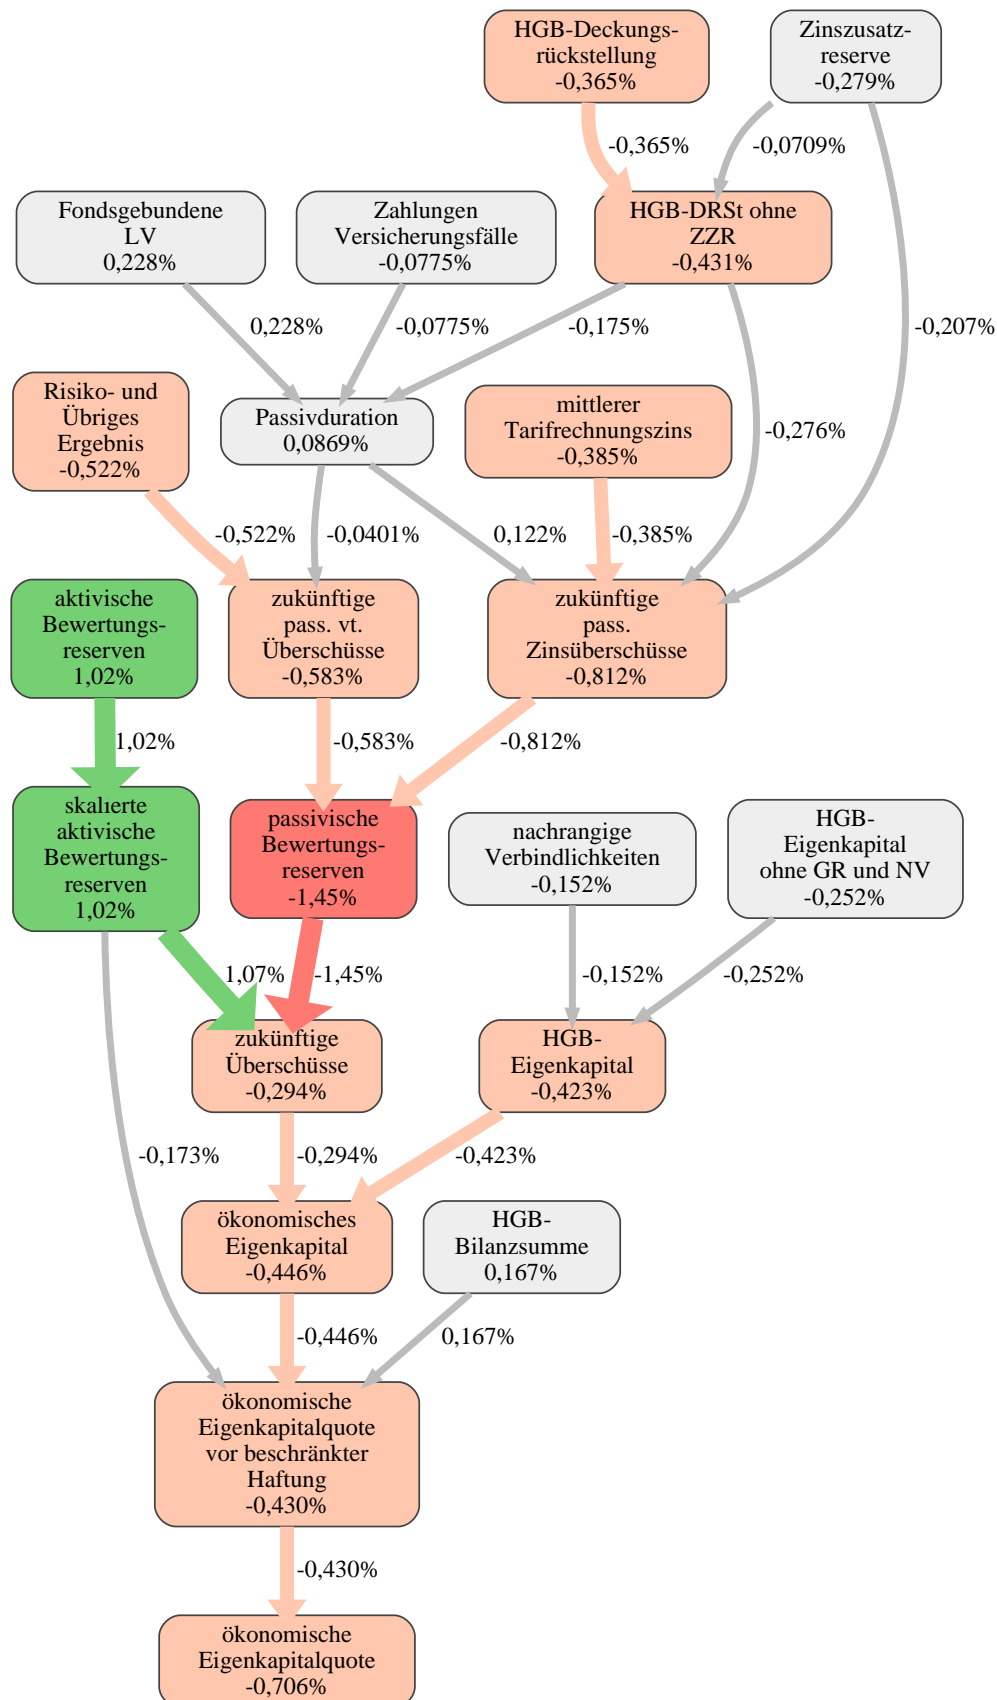 HGB-Deckungs-
rückstellung
-0,365%
Zinszusatz-
reserve
-0,279%
-0,365%
-0,0709%
Fondsgebundene
LV
0,228%
Zahlungen
Versicherungsfälle
-0,0775%
HGB-DRSt ohne
ZZR
-0,431%
0,228%
-0,0775%
-0,175%
-0,207%
Risiko- und
Übriges
Ergebnis
-0,522%
Passivduration
0,0869%
mittlerer
Tarifrechnungszins
-0,385%
-0,276%
-0,522%
-0,0401%
0,122%
-0,385%
aktivische
Bewertungs-
reserven
1,02%
zukünftige
pass. vt.
Überschüsse
-0,583%
zukünftige
pass.
Zinsüberschüsse
-0,812%
1,02%
-0,583%
-0,812%
skalierte
aktivische
Bewertungs-
reserven
1,02%
passivische
Bewertungs-
reserven
-1,45%
nachrangige
Verbindlichkeiten
-0,152%
HGB-
Eigenkapital
ohne GR und NV
-0,252%
1,07%
-1,45%
-0,152%
-0,252%
zukünftige
Überschüsse
-0,294%
HGB-
Eigenkapital
-0,423%
-0,173%
-0,294%
-0,423%
ökonomisches
Eigenkapital
-0,446%
HGB-
Bilanzsumme
0,167%
-0,446%
0,167%
ökonomische
Eigenkapitalquote
vor beschränkter
Haftung
-0,430%
-0,430%
ökonomische
Eigenkapitalquote
-0,706%